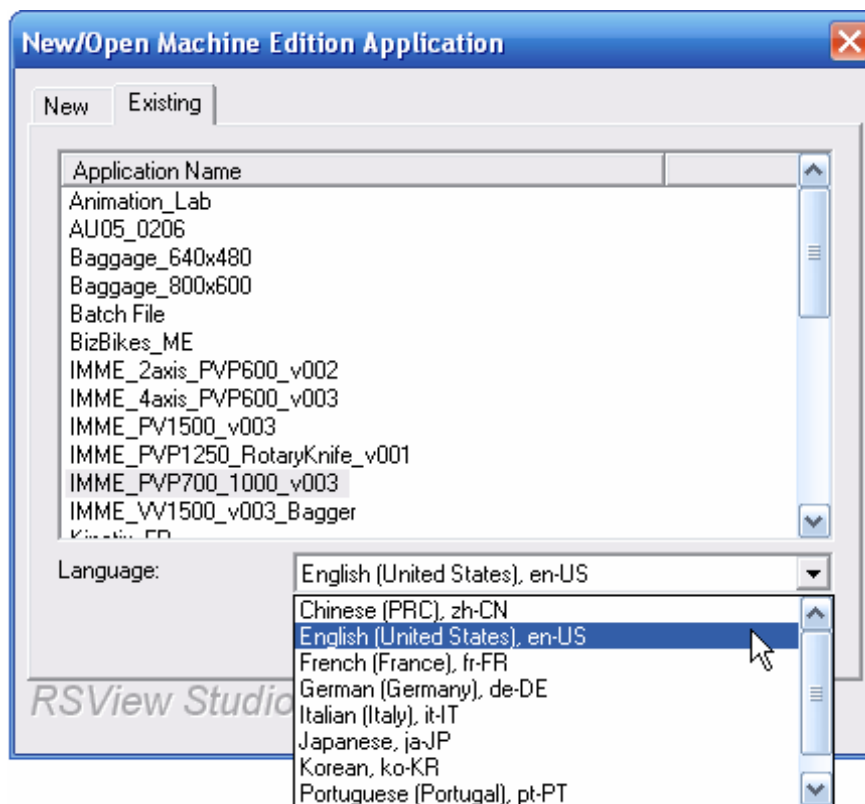 New/Open Machine Edition Application
New
Existing
Application Name
Animation_Lab
AU05_0206
Baggage_640x480
Baggage_800x600
Batch File
BizBikes_ME
IMME_2axis_PVP600_v002
IMME_4axis_PVP600_v003
IMME_PV1500_v003
IMME_PVP1250_RotaryKnife_v001
IMME_PVP700_1000_v003
IMME_VV1500_v003_Bagger
Language:
English (United States), en-US
Chinese (PRC), zh-CN
English (United States), en-US
French (France), fr-FR
German (Germany), de-DE
Italian (Italy), it-IT
Japanese, ja-JP
Korean, ko-KR
Portuguese (Portugal), pt-PT
RSView Studio